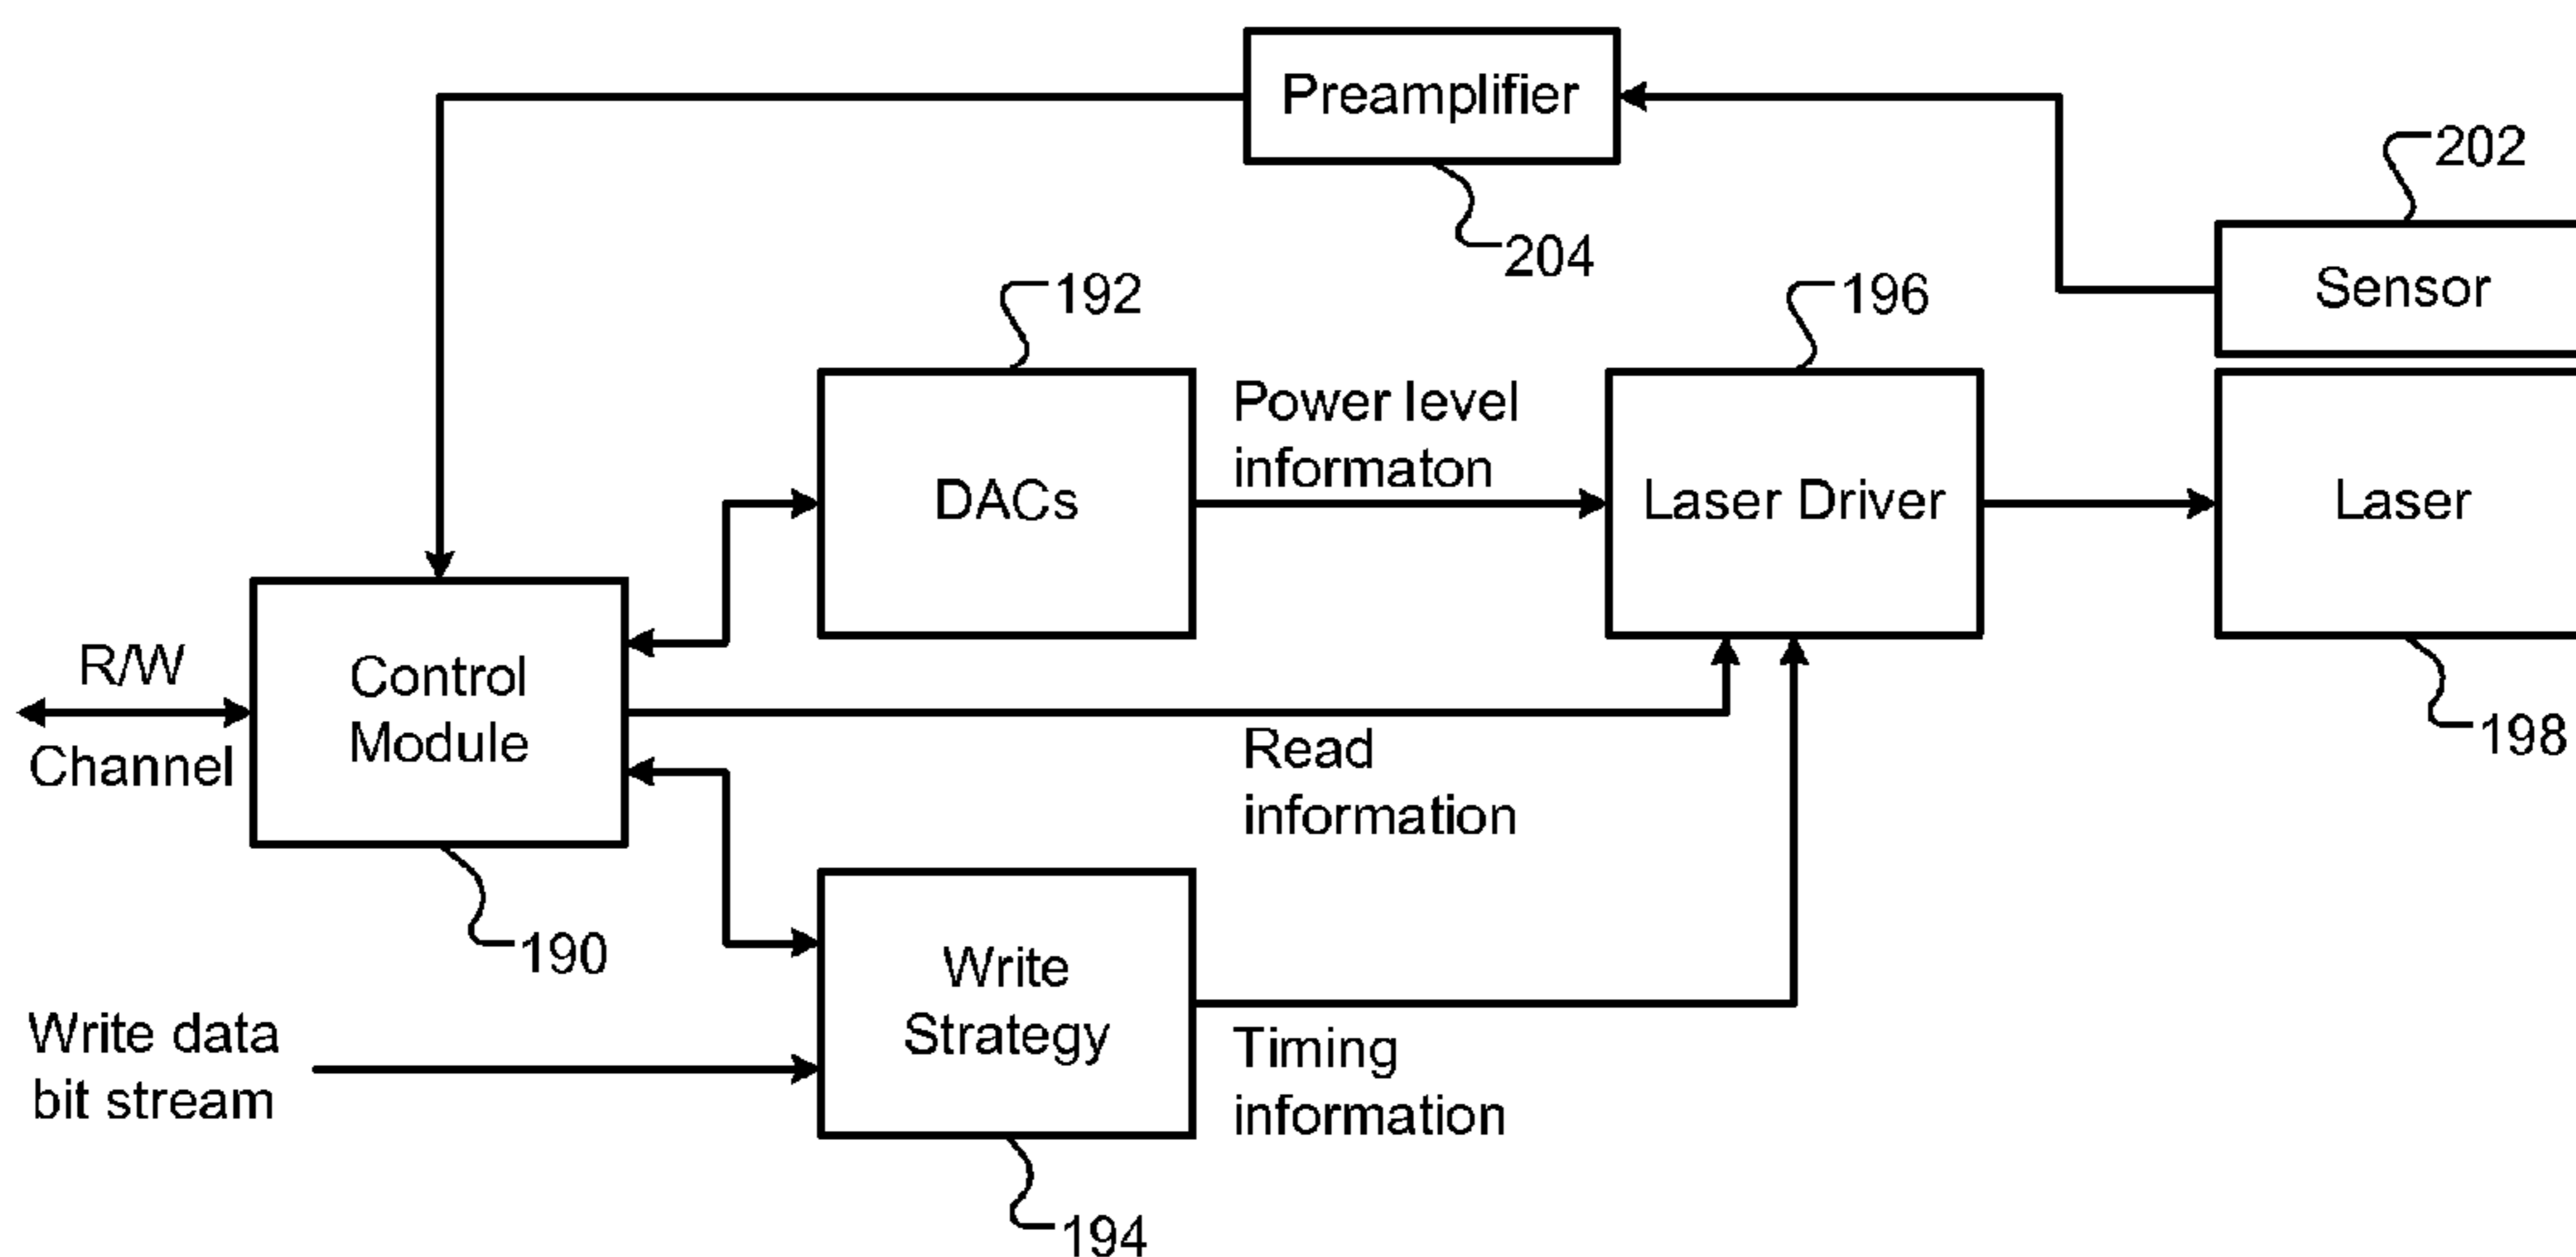 Preamplifier
202
204
Sensor
192
196
Power level
informaton
DACs
Laser Driver
Laser
R/W
Channel
Control
Module
Read
information
198
190
Write
Strategy
Write data
bit stream
Timing
information
194